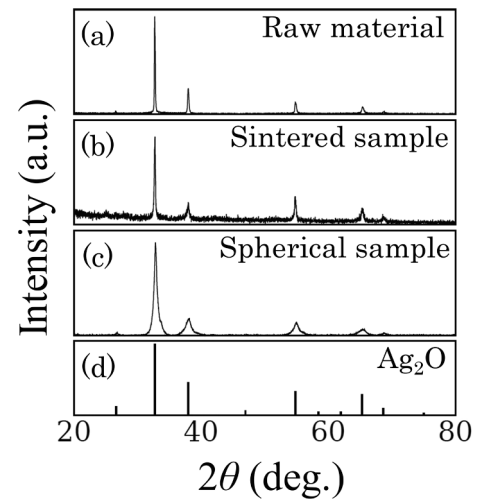 (a) Raw material
(b) Sintered sample
(c) Spherical sample
(d) Ag₂O
Intensity (a.u.)
20 40 60 80
2θ (deg.)